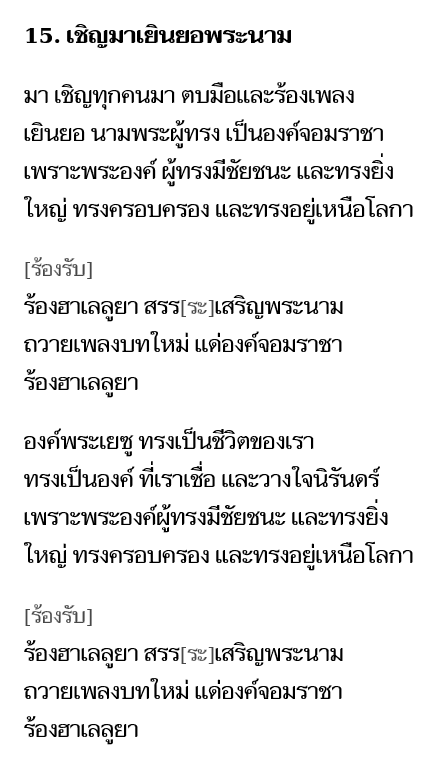 15. เชิญมาเยินยอพระนาม
มา เชิญทุกคนมา ตบมือและร้องเพลง
เยินยอ นามพระผู้ทรง เป็นองค์จอมราชา
เพราะพระองค์ ผู้ทรงมีชัยชนะ และทรงยิ่ง
ใหญ่ ทรงครอบครอง และทรงอยู่เหนือโลกา
[ร้องรับ]
ร้องฮาเลลูยา สรร[ระ]เสริญพระนาม
ถวายเพลงบทใหม่ แด่องค์จอมราชา
ร้องฮาเลลูยา
องค์พระเยซู ทรงเป็นชีวิตของเรา
ทรงเป็นองค์ ที่เราเชื่อ และวางใจนิรันดร์
เพราะพระองค์ผู้ทรงมีชัยชนะ และทรงยิ่ง
ใหญ่ ทรงครอบครอง และทรงอยู่เหนือโลกา
[ร้องรับ]
ร้องฮาเลลูยา สรร[ระ]เสริญพระนาม
ถวายเพลงบทใหม่ แด่องค์จอมราชา
ร้องฮาเลลูยา